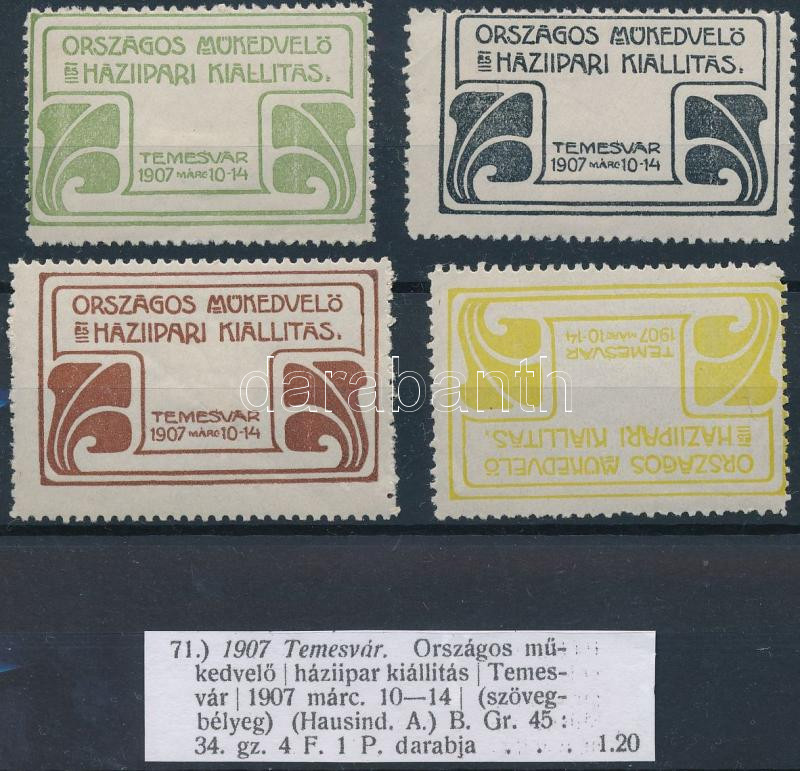 ORSZÁGOS MŰKEDVELŐ
ÉS HÁZIIPARI KIÁLLITÁS.
TEMESVÁR
1907 MÁRC 10-14
ORSZÁGOS MŰKEDVELŐ
ÉS HÁZIIPARI KIÁLLITÁS.
TEMESVÁR
1907 MÁRC 10-14
ORSZÁGOS MŰKEDVELŐ
ÉS HÁZIIPARI KIÁLLITÁS.
TEMESVÁR
1907 MÁRC 10-14
ORSZÁGOS MŰKEDVELŐ
ÉS HÁZIIPARI KIÁLLITÁS.
TEMESVÁR
1907 MÁRC 10-14
darabanth
71.) 1907 Temesvár. Országos mű-
kedvelő | háziipar kiállitás | Temes-
vár | 1907 márc. 10—14 | (szöveg-
bélyeg) (Hausind. A.) B. Gr. 45 :
34. gz. 4 F. 1 P. darabja . . . . 1.20